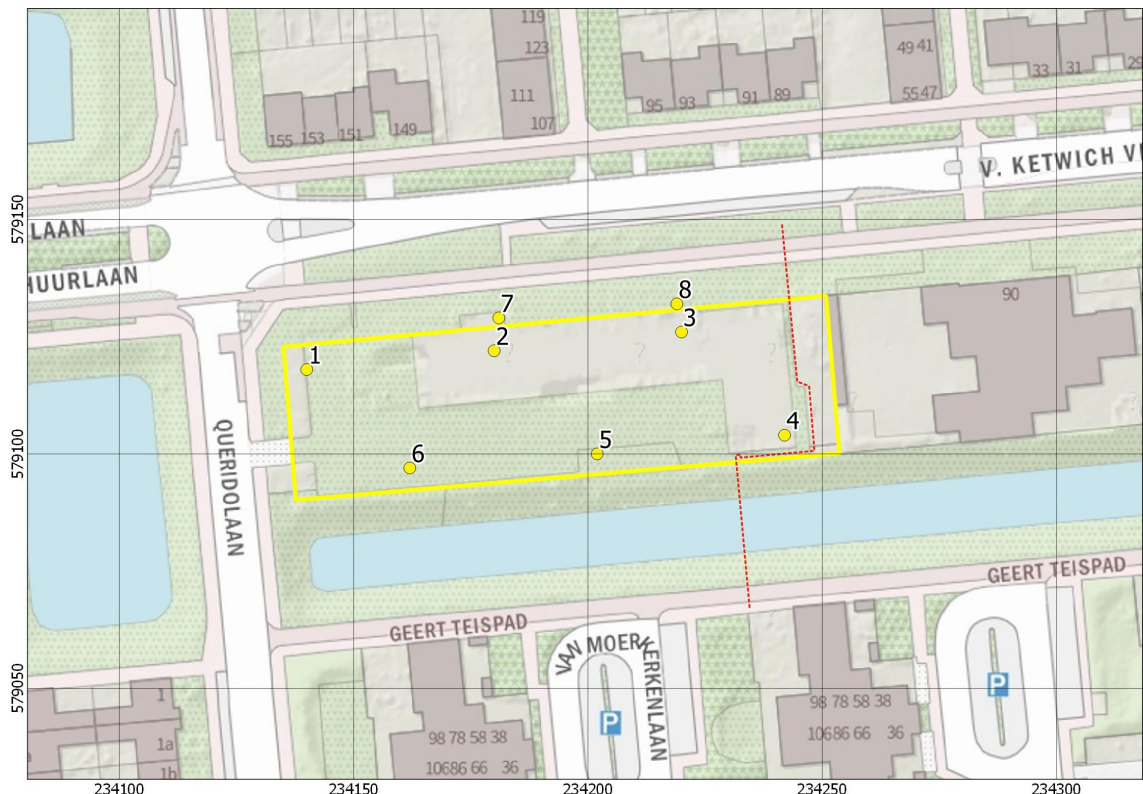 119
123
111
107
155 153 151 149
95 93 91 89
49 41
55 47
33 31 29
V. KETWICH VE
579150
LAAN
HUURLAAN
90
7
8
2
3
1
QUERIDOLAAN
4
5
6
579100
GEERT TEISPAD
GEERT TEISPAD
VAN MOERKERKENLAAN
579050
1
1a
1b
P
P
98 78 58 38
106 86 66 36
98 78 58 38
106 86 66 36
234100 234150 234200 234250 234300